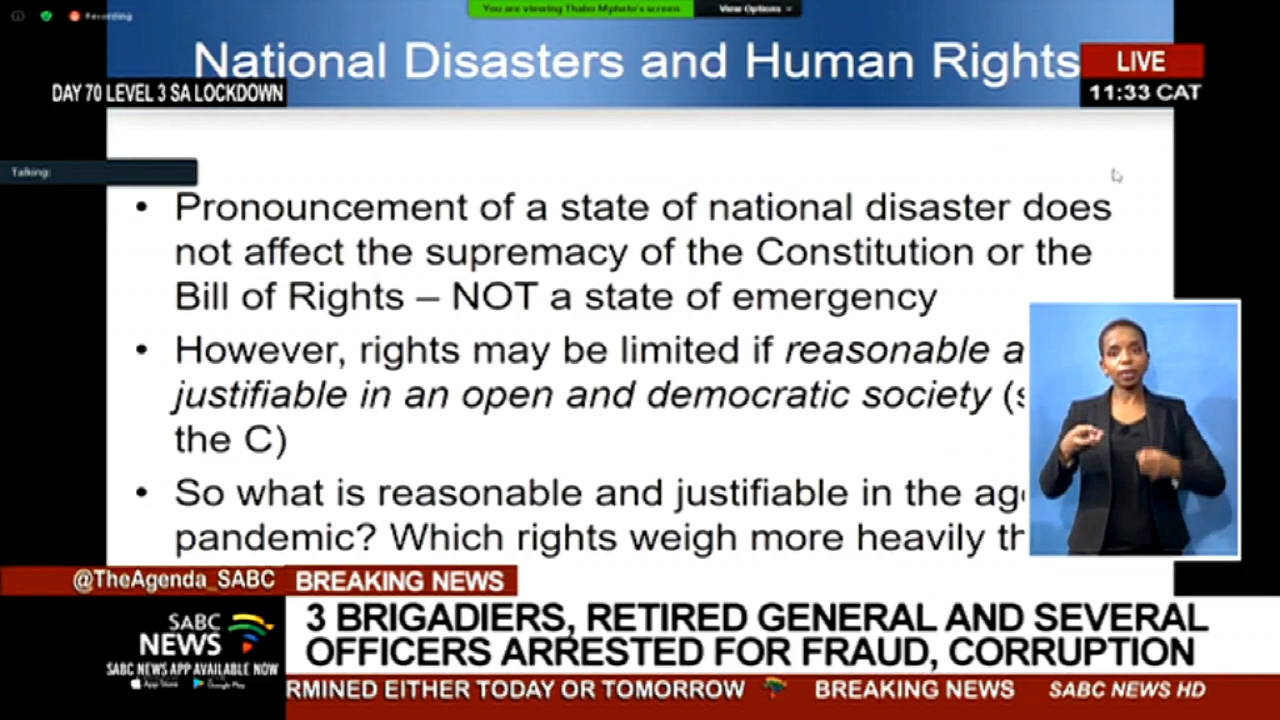 Recording
You are viewing Thabo Mpheto's screen
View Options
National Disasters and Human Rights
LIVE
DAY 70 LEVEL 3 SA LOCKDOWN
11:33 CAT
Talking:
• Pronouncement of a state of national disaster does
not affect the supremacy of the Constitution or the
Bill of Rights – NOT a state of emergency
• However, rights may be limited if reasonable a
justifiable in an open and democratic society (s
the C)
• So what is reasonable and justifiable in the ag
pandemic? Which rights weigh more heavily th
@TheAgenda_SABC
BREAKING NEWS
3 BRIGADIERS, RETIRED GENERAL AND SEVERAL
OFFICERS ARRESTED FOR FRAUD, CORRUPTION
SABC
NEWS
SABC NEWS APP AVAILABLE NOW
App Store
Google Play
RMINED EITHER TODAY OR TOMORROW
BREAKING NEWS
SABC NEWS HD